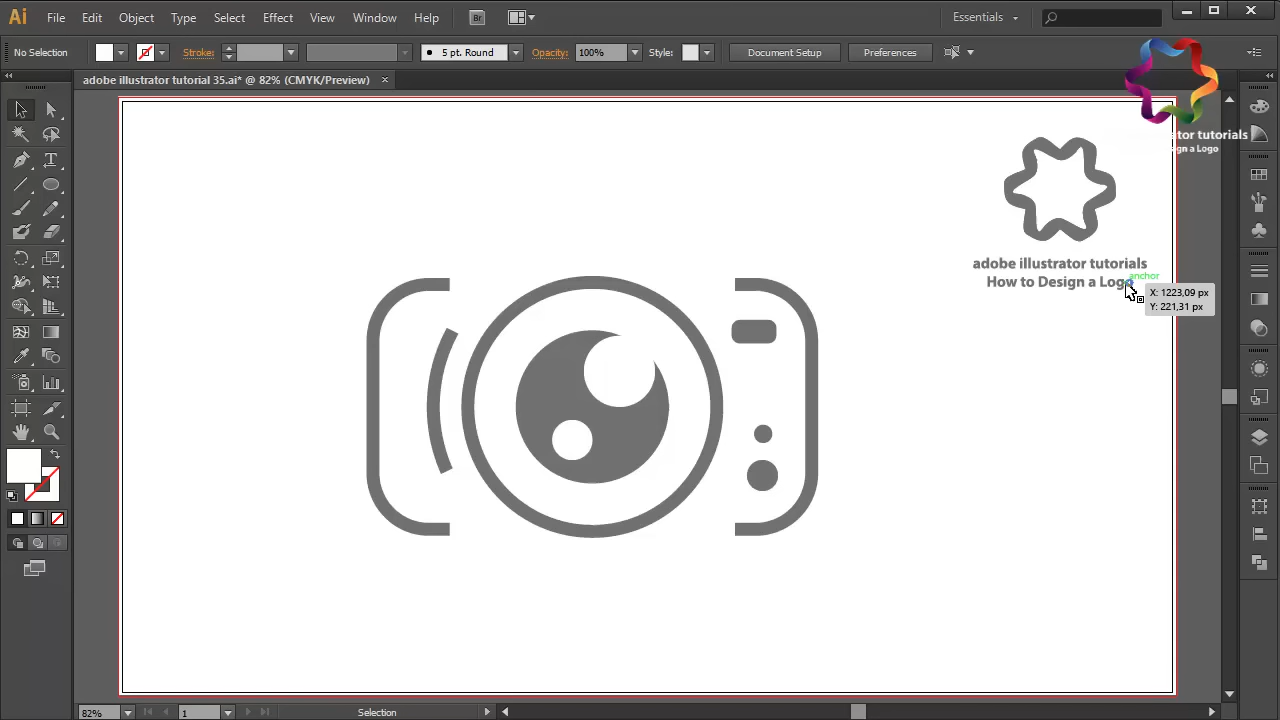 Ai File Edit Object Type Select Effect View Window Help Br Essentials
No Selection Stroke: 5 pt. Round Opacity: 100% Style: Document Setup Preferences
adobe illustrator tutorial 35.ai* @ 82% (CMYK/Preview)
tor tutorials
gn a Logo
adobe illustrator tutorials
How to Design a Logo
anchor
X: 1223,09 px
Y: 221,31 px
82% 1 Selection